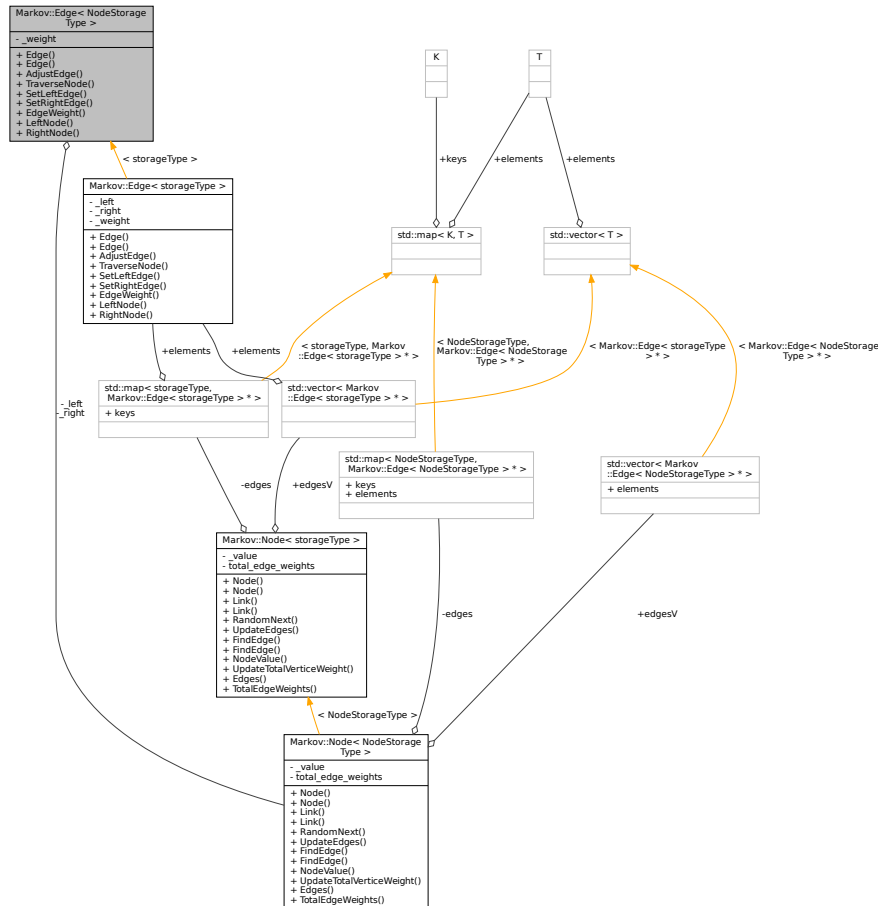 Markov::Edge< NodeStorage
Type >
- _weight
+ Edge()
+ Edge()
+ AdjustEdge()
+ TraverseNode()
+ SetLeftEdge()
+ SetRightEdge()
+ EdgeWeight()
+ LeftNode()
+ RightNode()
K
T
< storageType >
+keys
+elements
+elements
Markov::Edge< storageType >
- _left
- _right
- _weight
+ Edge()
+ Edge()
+ AdjustEdge()
+ TraverseNode()
+ SetLeftEdge()
+ SetRightEdge()
+ EdgeWeight()
+ LeftNode()
+ RightNode()
std::map< K, T >
std::vector< T >
+elements
+elements
< storageType, Markov
::Edge< storageType > * >
< NodeStorageType,
Markov::Edge< NodeStorage
Type > * >
< Markov::Edge< storageType
> * >
< Markov::Edge< NodeStorage
Type > * >
-_left
-_right
std::map< storageType,
Markov::Edge< storageType > * >
+ keys
std::vector< Markov
::Edge< storageType > * >
std::map< NodeStorageType,
Markov::Edge< NodeStorageType > * >
+ keys
+ elements
std::vector< Markov
::Edge< NodeStorageType > * >
+ elements
-edges
+edgesV
Markov::Node< storageType >
- _value
- total_edge_weights
+ Node()
+ Node()
+ Link()
+ Link()
+ RandomNext()
+ UpdateEdges()
+ FindEdge()
+ FindEdge()
+ NodeValue()
+ UpdateTotalVerticeWeight()
+ Edges()
+ TotalEdgeWeights()
-edges
+edgesV
< NodeStorageType >
Markov::Node< NodeStorage
Type >
- _value
- total_edge_weights
+ Node()
+ Node()
+ Link()
+ Link()
+ RandomNext()
+ UpdateEdges()
+ FindEdge()
+ FindEdge()
+ NodeValue()
+ UpdateTotalVerticeWeight()
+ Edges()
+ TotalEdgeWeights()